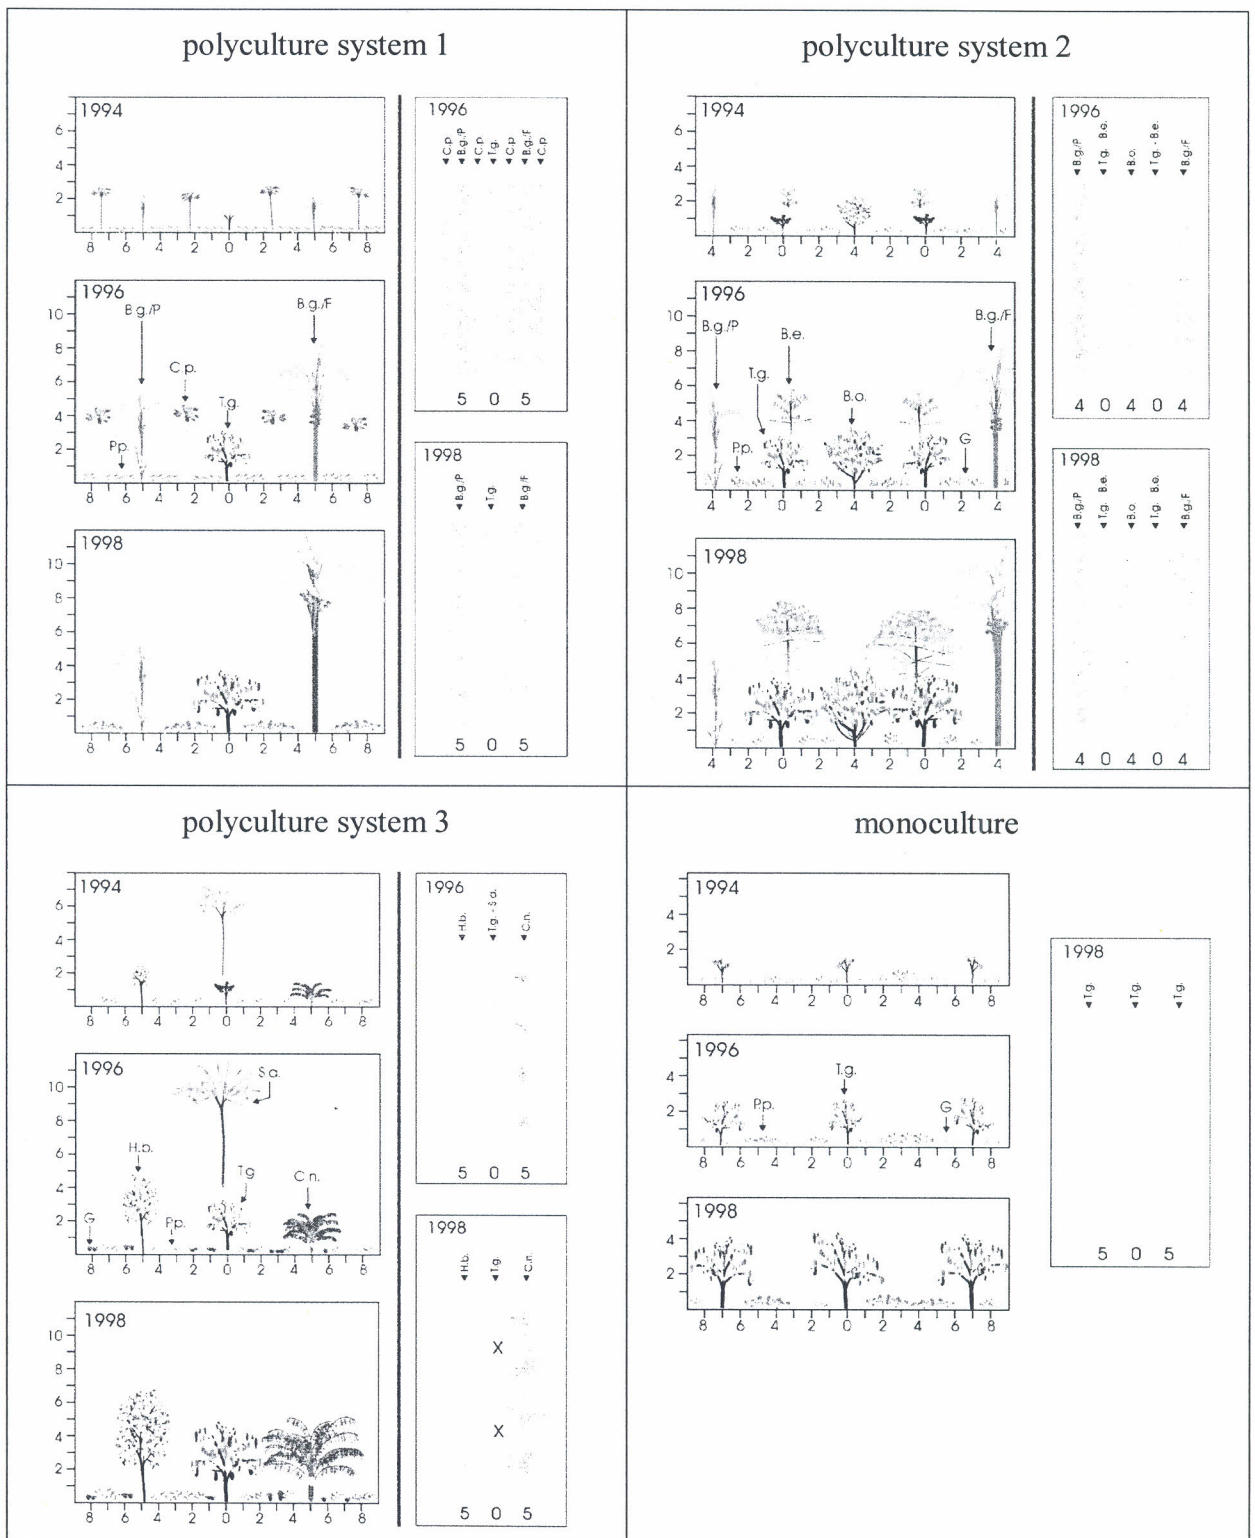 polyculture system 1
1994
6
4
2
8 6 4 2 0 2 4 6 8
1996
B.g./P
B.g./F
C.p.
T.g.
P.p.
10
8
6
4
2
8 6 4 2 0 2 4 6 8
1998
10
8
6
4
2
8 6 4 2 0 2 4 6 8
1996
C.p. B.g./P C.p. T.g. C.p. B.g./F C.p.
5 0 5
1998
B.g./P T.g. B.g./F
5 0 5
polyculture system 2
1994
6
4
2
4 2 0 2 4 2 0 2 4
1996
B.g./P
B.g./F
B.e.
T.g.
B.o.
P.p.
G
10
8
6
4
2
4 2 0 2 4 2 0 2 4
1998
10
8
6
4
2
4 2 0 2 4 2 0 2 4
1996
B.g./P T.g. B.e. B.o. T.g. - B.e. B.g./F
4 0 4 0 4
1998
B.g./P T.g. B.e. B.o. T.g. B.e. B.g./F
4 0 4 0 4
polyculture system 3
1994
6
4
2
8 6 4 2 0 2 4 6 8
1996
S.a.
H.b.
T.g
C.n.
G
P.p.
10
8
6
4
2
8 6 4 2 0 2 4 6 8
1998
10
8
6
4
2
8 6 4 2 0 2 4 6 8
1996
H.b. T.g. - S.a. C.n.
5 0 5
1998
H.b. T.g. C.n.
X
X
5 0 5
monoculture
1994
4
2
8 6 4 2 0 2 4 6 8
1996
T.g.
P.p.
G
4
2
8 6 4 2 0 2 4 6 8
1998
4
2
8 6 4 2 0 2 4 6 8
1998
T.g. T.g. T.g.
5 0 5